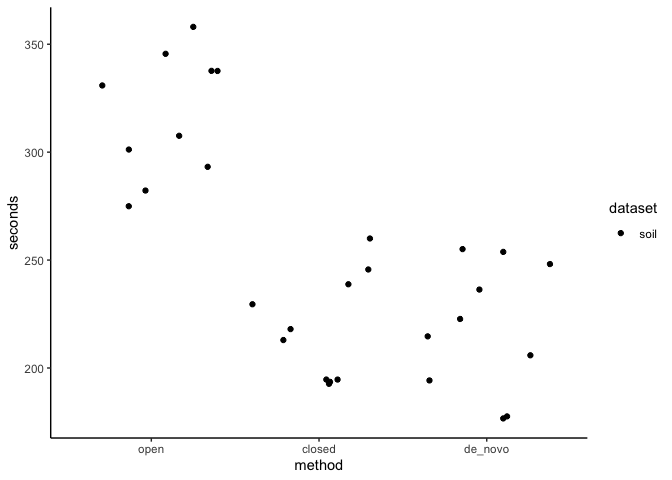 350
300
250
200
seconds
open
closed
de_novo
method
dataset
soil